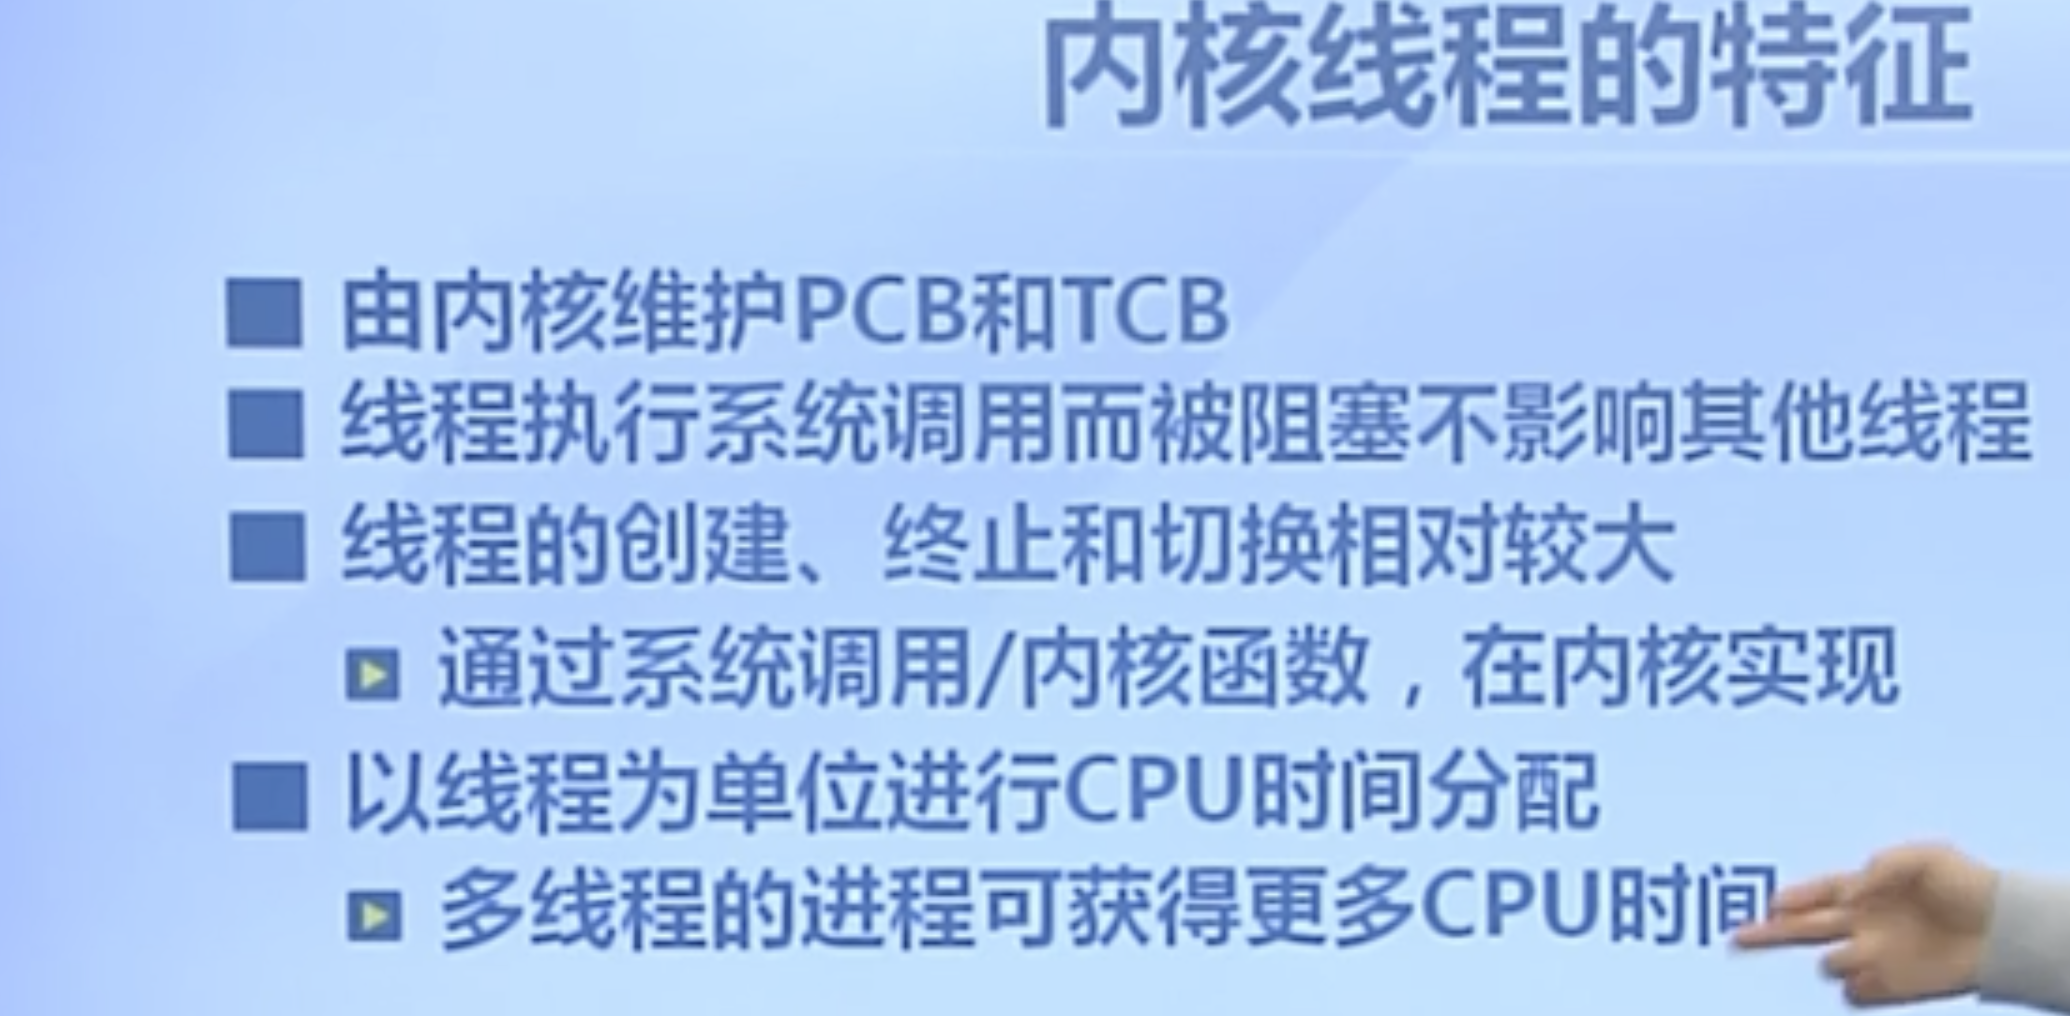 内核线程的特征
由内核维护PCB和TCB
线程执行系统调用而被阻塞不影响其他线程
线程的创建、终止和切换相对较大
通过系统调用/内核函数，在内核实现
以线程为单位进行CPU时间分配
多线程的进程可获得更多CPU时间